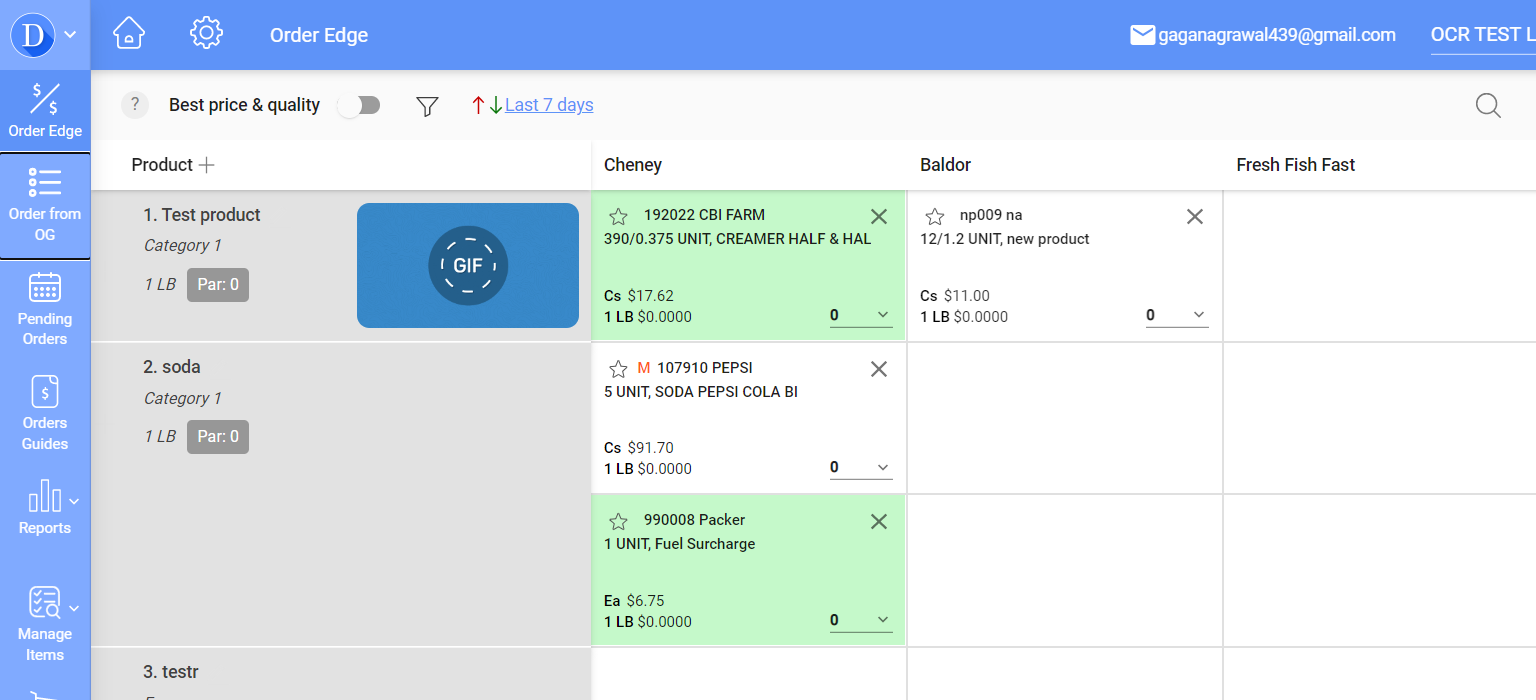 D
Order Edge
gaganagrawal439@gmail.com
OCR TEST L
$
$
Order Edge
Order from
OG
Pending
Orders
$
Orders
Guides
Reports
Manage
Items
?
Best price & quality
Last 7 days
Product
Cheney
Baldor
Fresh Fish Fast
1. Test product
Category 1
1 LB
Par: 0
GIF
192022 CBI FARM
390/0.375 UNIT, CREAMER HALF & HAL
Cs $17.62
1 LB $0.0000
0
np009 na
12/1.2 UNIT, new product
Cs $11.00
1 LB $0.0000
0
2. soda
Category 1
1 LB
Par: 0
M 107910 PEPSI
5 UNIT, SODA PEPSI COLA BI
Cs $91.70
1 LB $0.0000
0
990008 Packer
1 UNIT, Fuel Surcharge
Ea $6.75
1 LB $0.0000
0
3. testr